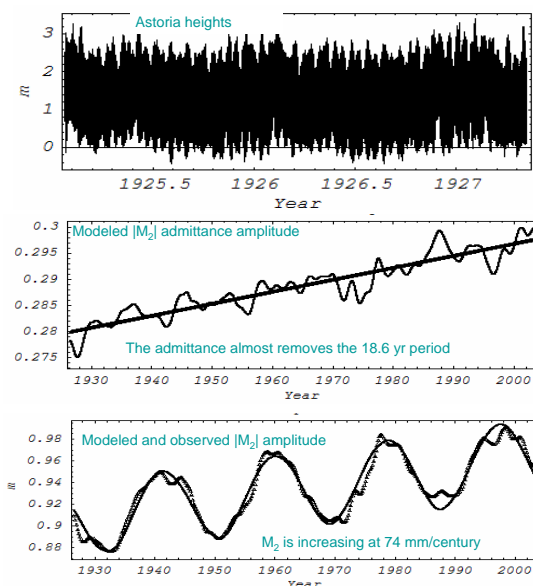 Astoria heights
3
2
1
0
m
1925.5 1926 1926.5 1927
Year
0.3
0.295
0.29
0.285
0.28
0.275
Modeled |M2| admittance amplitude
The admittance almost removes the 18.6 yr period
1930 1940 1950 1960 1970 1980 1990 2000
Year
0.98
0.96
0.94
0.92
0.9
0.88
m
Modeled and observed |M2| amplitude
M2 is increasing at 74 mm/century
1930 1940 1950 1960 1970 1980 1990 2000
Year